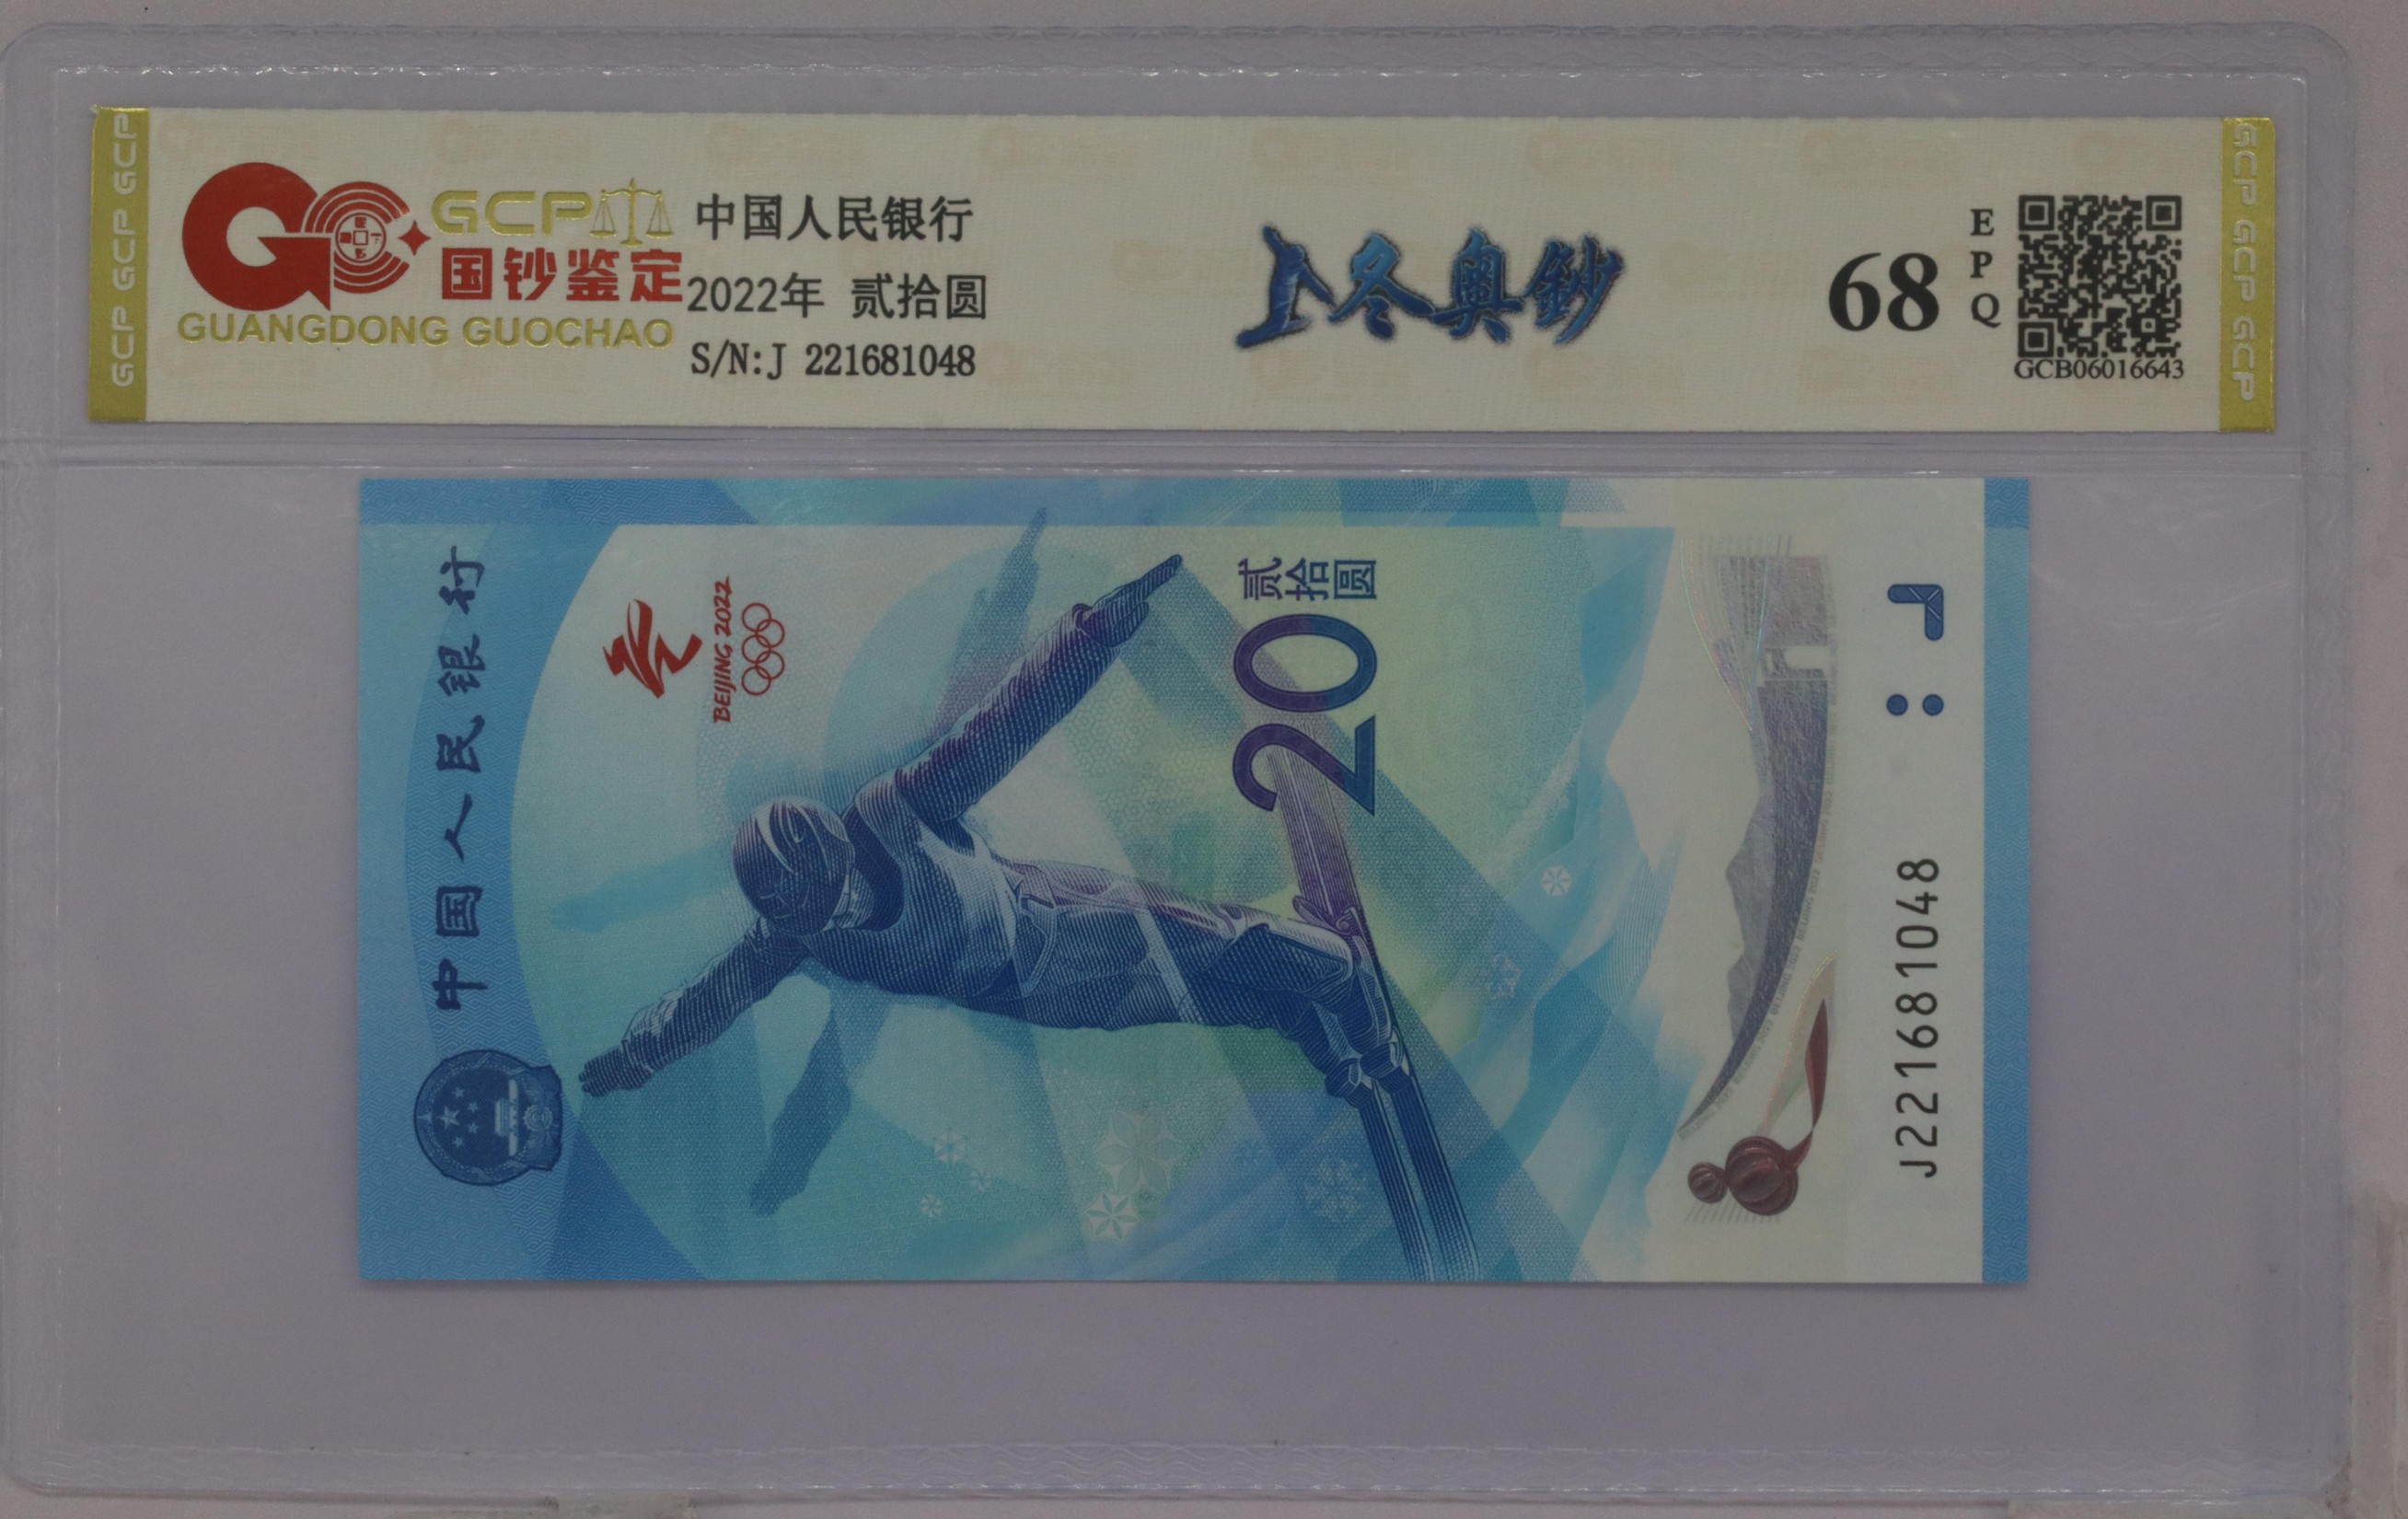 GCP GCP GCP
GCP
国钞鉴定
GUANGDONG GUOCHAO
中国人民银行
2022年 贰拾圆
S/N:J 221681048
冬奥鈔
68
EPQ
GCB06016643
GCP GCP GCP
中国人民银行
BEIJING 2022
贰拾圆
20
J221681048